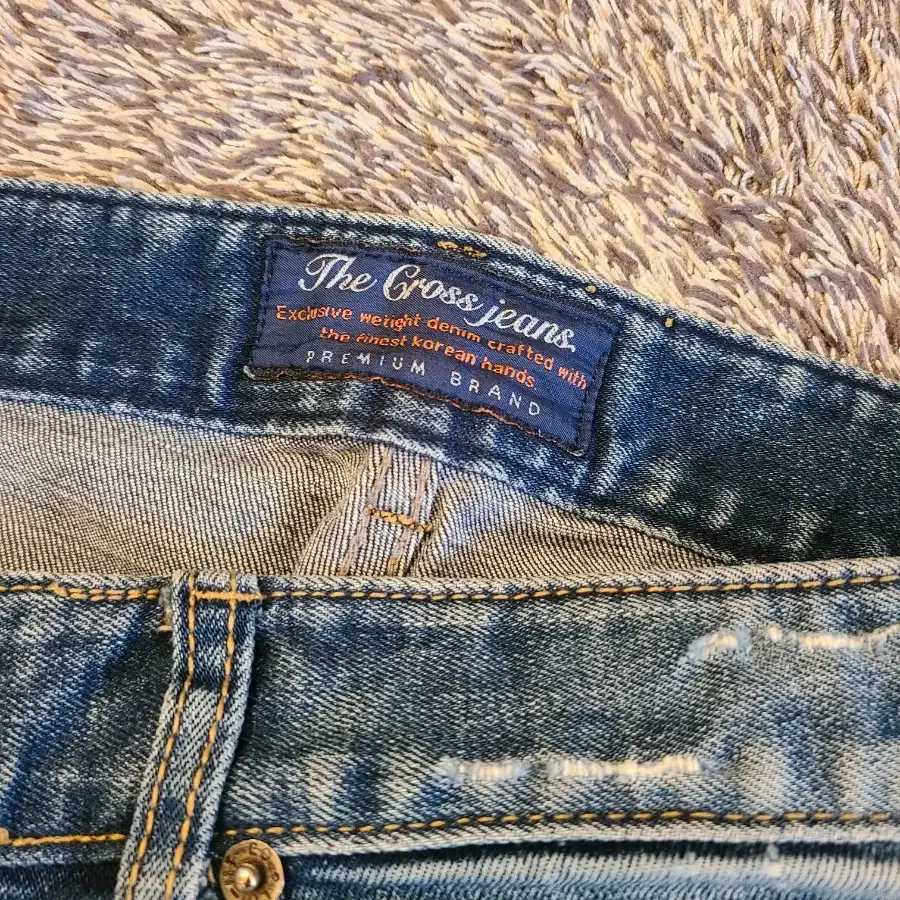 The Cross jeans.
Exclusive weight denim crafted with
the finest Korean hands.
PREMIUM BRAND